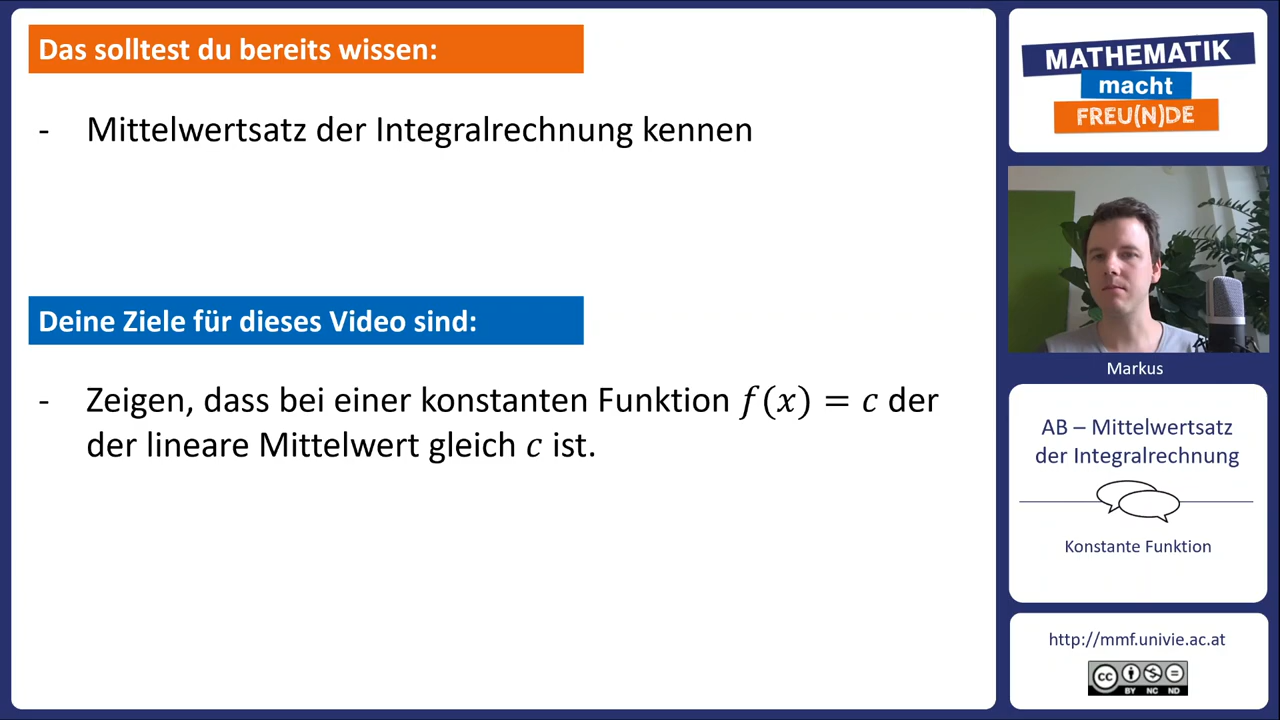 Das solltest du bereits wissen:
- Mittelwertsatz der Integralrechnung kennen
Deine Ziele für dieses Video sind:
- Zeigen, dass bei einer konstanten Funktion f(x) = c der
der lineare Mittelwert gleich c ist.
MATHEMATIK
macht
FREU(N)DE
Markus
AB – Mittelwertsatz
der Integralrechnung
Konstante Funktion
http://mmf.univie.ac.at
cc
BY NC ND